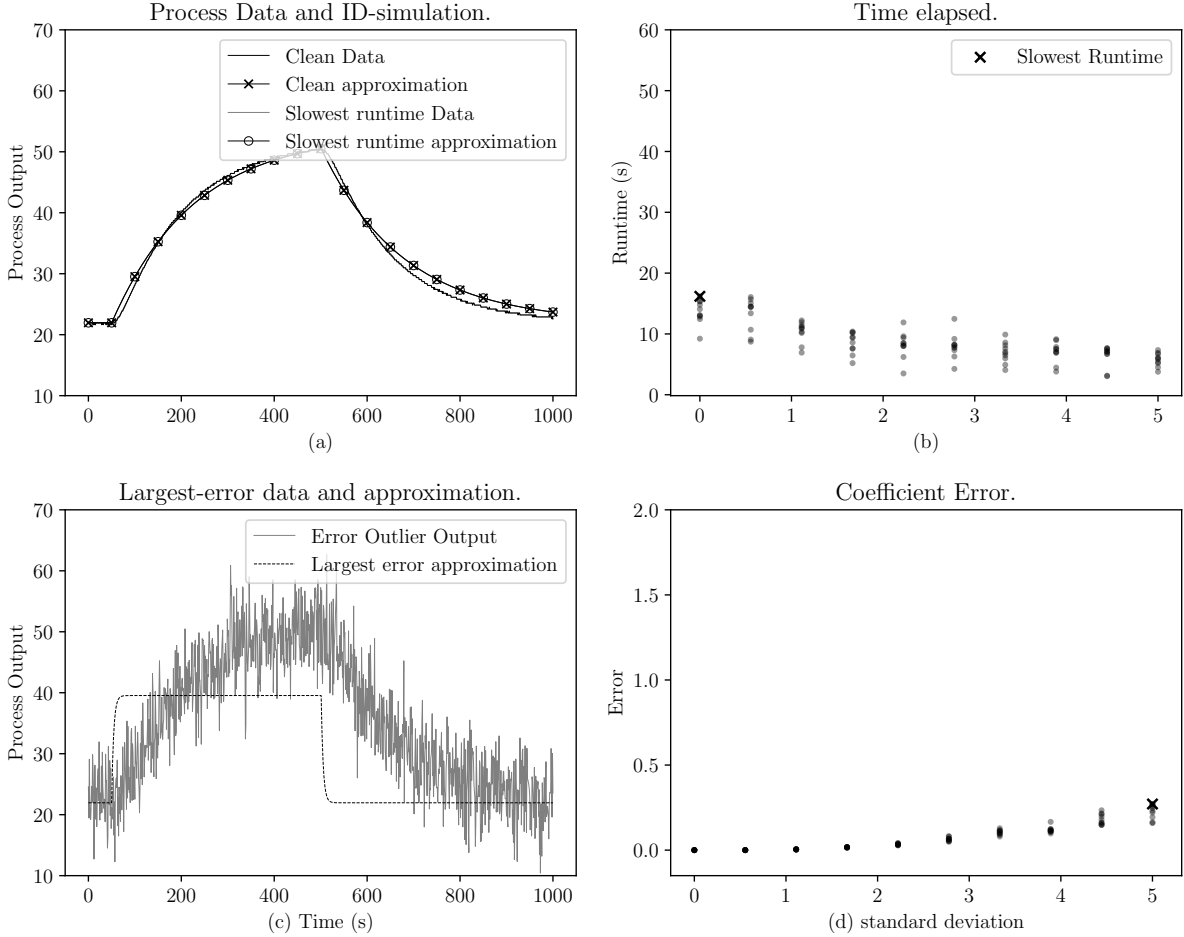 Process Data and ID-simulation.
70
60
50
40
30
20
10
Process Output
Clean Data
Clean approximation
Slowest runtime Data
Slowest runtime approximation
0 200 400 600 800 1000
(a)
Time elapsed.
60
50
40
30
20
10
0
Runtime (s)
Slowest Runtime
0 1 2 3 4 5
(b)
Largest-error data and approximation.
70
60
50
40
30
20
10
Process Output
Error Outlier Output
Largest error approximation
0 200 400 600 800 1000
(c) Time (s)
Coefficient Error.
2.0
1.5
1.0
0.5
0.0
Error
0 1 2 3 4 5
(d) standard deviation